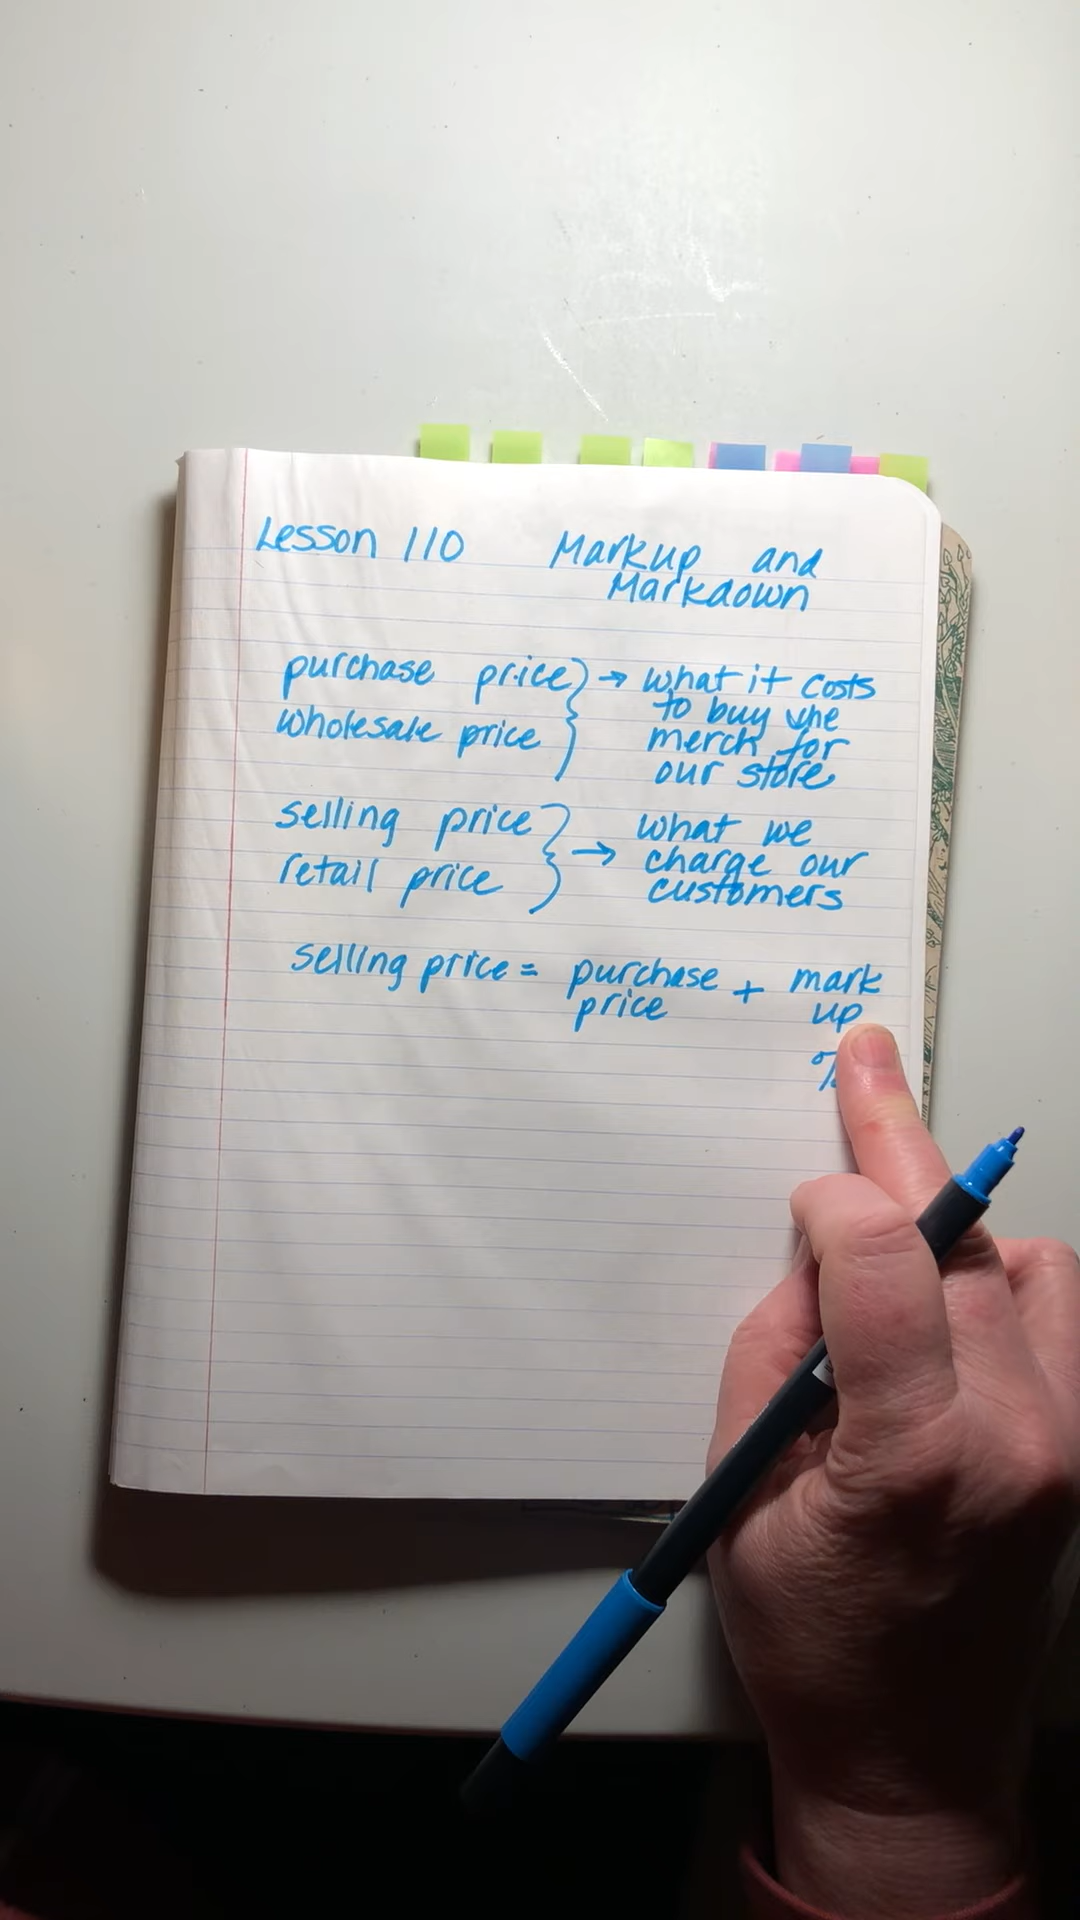 Lesson 110 Markup and
Markdown
purchase price → what it costs
to buy the
wholesale price merch for
our store
selling price → what we
charge our
retail price customers
selling price = purchase + mark
price up
%